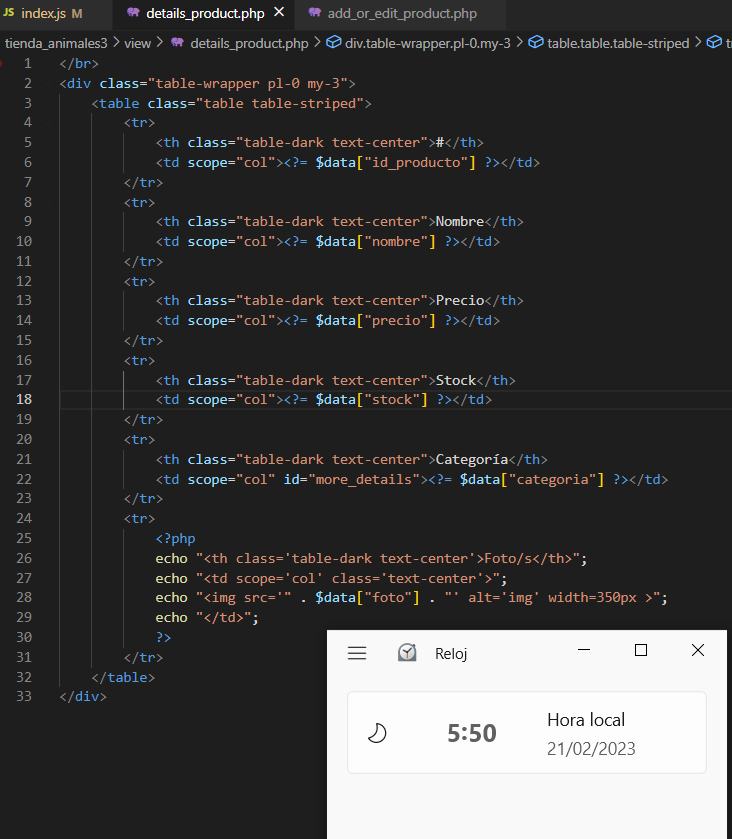 JS index.js M details_product.php × add_or_edit_product.php
tienda_animales3 > view > details_product.php > div.table-wrapper.pl-0.my-3 > table.table.table-striped >
1 </br>
2 <div class="table-wrapper pl-0 my-3">
3 <table class="table table-striped">
4 <tr>
5 <th class="table-dark text-center">#</th>
6 <td scope="col"><?= $data["id_producto"] ?></td>
7 </tr>
8 <tr>
9 <th class="table-dark text-center">Nombre</th>
10 <td scope="col"><?= $data["nombre"] ?></td>
11 </tr>
12 <tr>
13 <th class="table-dark text-center">Precio</th>
14 <td scope="col"><?= $data["precio"] ?></td>
15 </tr>
16 <tr>
17 <th class="table-dark text-center">Stock</th>
18 <td scope="col"><?= $data["stock"] ?></td>
19 </tr>
20 <tr>
21 <th class="table-dark text-center">Categoría</th>
22 <td scope="col" id="more_details"><?= $data["categoria"] ?></td>
23 </tr>
24 <tr>
25 <?php
26 echo "<th class='table-dark text-center'>Foto/s</th>";
27 echo "<td scope='col' class='text-center'>";
28 echo "<img src='" . $data["foto"] . "' alt='img' width=350px >";
29 echo "</td>";
30 ?>
31 </tr>
32 </table>
33 </div>
Reloj
5:50
Hora local
21/02/2023